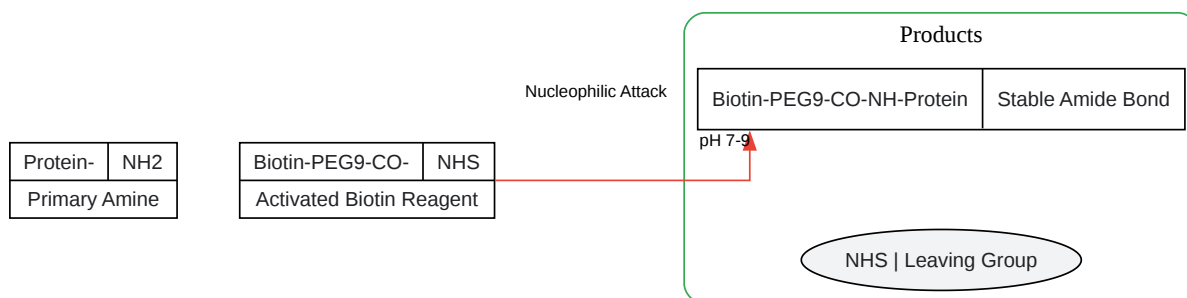 Products
Nucleophilic Attack
Biotin-PEG9-CO-NH-Protein
Stable Amide Bond
pH 7-9
Protein-
NH2
Primary Amine
Biotin-PEG9-CO-
NHS
Activated Biotin Reagent
NHS | Leaving Group